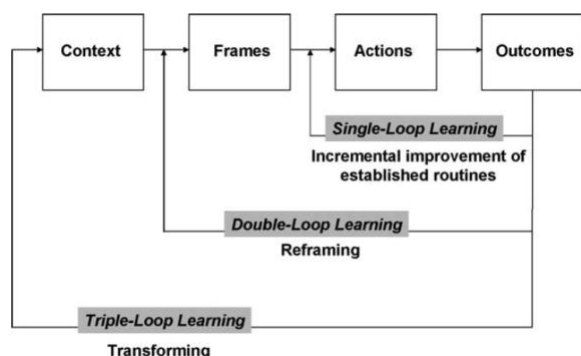 Context
Frames
Actions
Outcomes
Single-Loop Learning
Incremental improvement of
established routines
Double-Loop Learning
Reframing
Triple-Loop Learning
Transforming